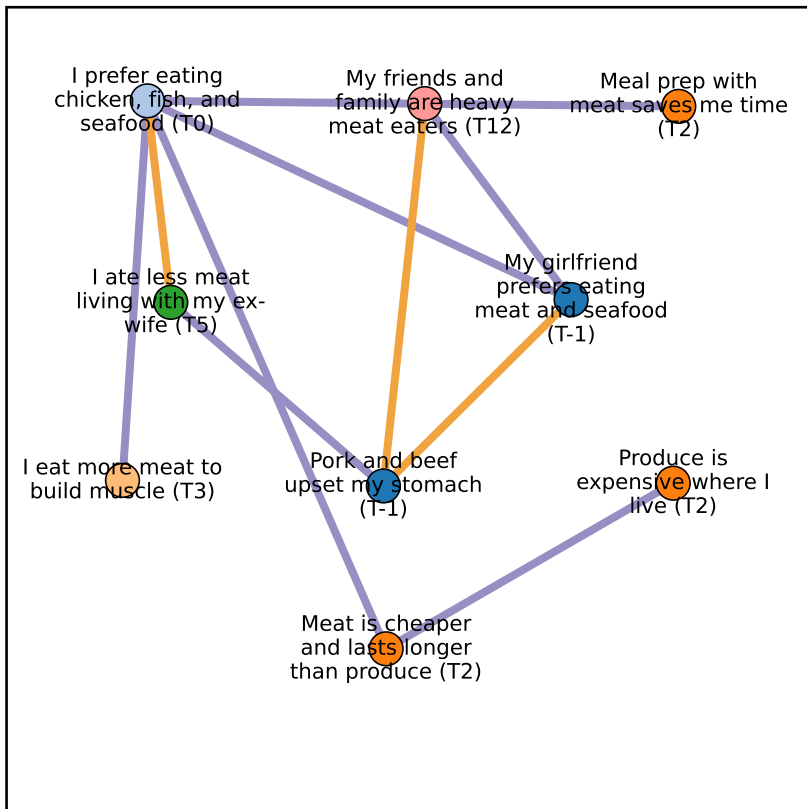 I prefer eating
chicken, fish, and
seafood (T0)
My friends and
family are heavy
meat eaters (T12)
Meal prep with
meat saves me time
(T2)
I ate less meat
living with my ex-
wife (T5)
My girlfriend
prefers eating
meat and seafood
(T-1)
I eat more meat to
build muscle (T3)
Pork and beef
upset my stomach
(T-1)
Produce is
expensive where I
live (T2)
Meat is cheaper
and lasts longer
than produce (T2)